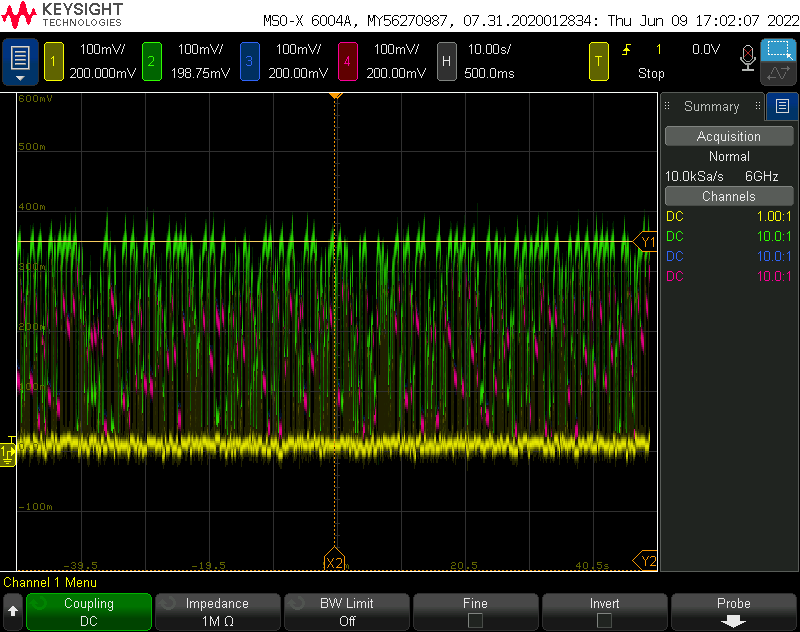 KEYSIGHT
TECHNOLOGIES
MSO-X 6004A, MY56270987, 07.31.2020012834: Thu Jun 09 17:02:07 2022
1 100mV/ 2 100mV/ 3 100mV/ 4 100mV/ H 10.00s/ T 1 0.0V
200.000mV 198.75mV 200.00mV 200.00mV 500.0ms Stop
600mV
500m
400m
300m
200m
-100m
-39.5 -19.5 20.5 40.5s
Y1
T
1
X2
Y2
Summary
Acquisition
Normal
10.0kSa/s 6GHz
Channels
DC 1.00:1
DC 10.0:1
DC 10.0:1
DC 10.0:1
Channel 1 Menu
Coupling Impedance BW Limit Fine Invert Probe
DC 1M Ω Off